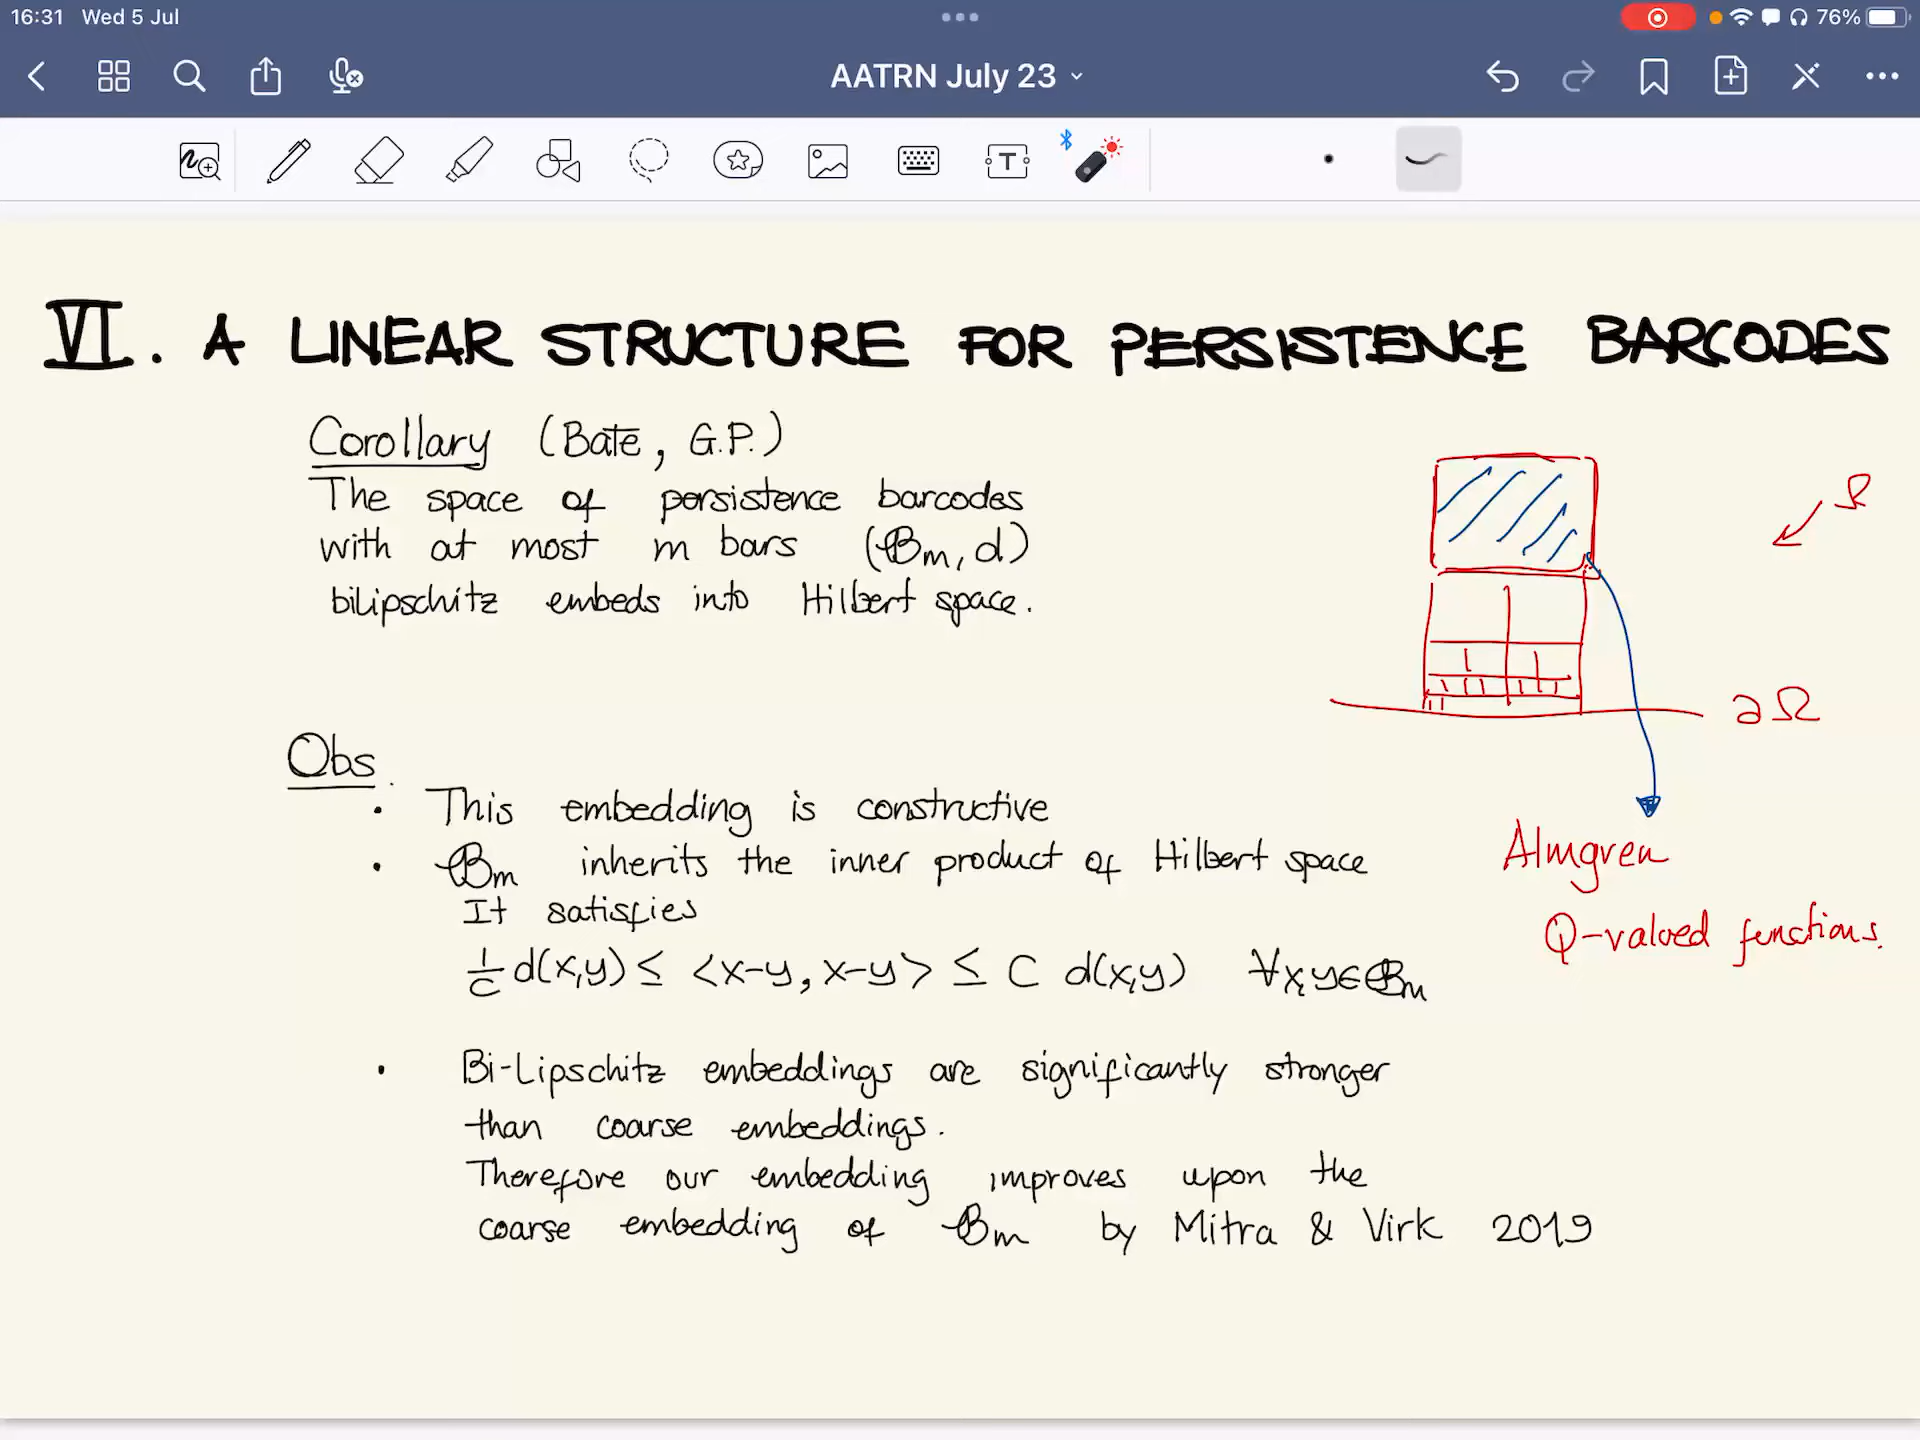 16:31 Wed 5 Jul
76%
AATRN July 23
T
VI. A LINEAR STRUCTURE FOR PERSISTENCE BARCODES
Corollary (Bate, G.P.)
The space of persistence barcodes
with at most m bars (ℬm, d)
bilipschitz embeds into Hilbert space.
Ω
∂Ω
Obs.
• This embedding is constructive
• ℬm inherits the inner product of Hilbert space
It satisfies
1/C d(x,y) ≤ <x-y, x-y> ≤ C d(x,y) ∀x,y∈ℬm
Almgren
Q-valued functions.
• Bi-Lipschitz embeddings are significantly stronger
than coarse embeddings.
Therefore our embedding improves upon the
coarse embedding of ℬm by Mitra & Virk 2019